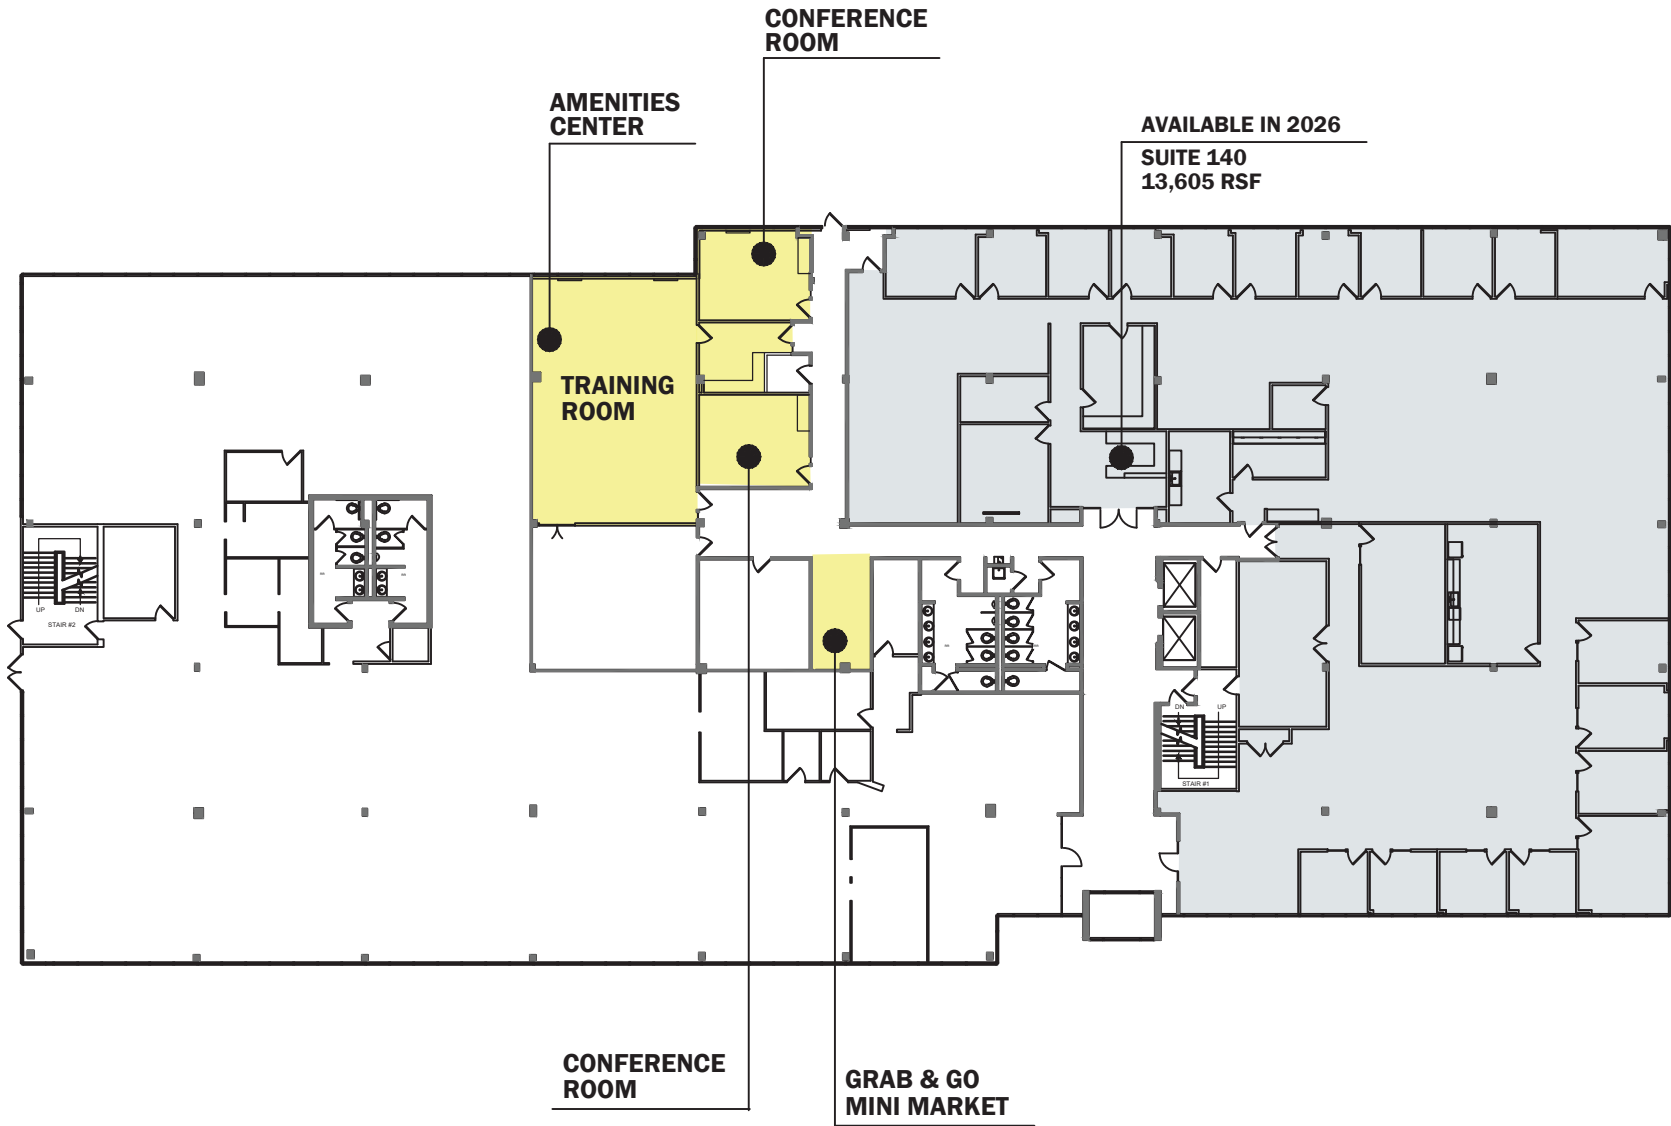 CONFERENCE
ROOM
AMENITIES
CENTER
AVAILABLE IN 2026
SUITE 140
13,605 RSF
TRAINING
ROOM
UP
DN
STAIR #2
DN
UP
STAIR #1
CONFERENCE
ROOM
GRAB & GO
MINI MARKET